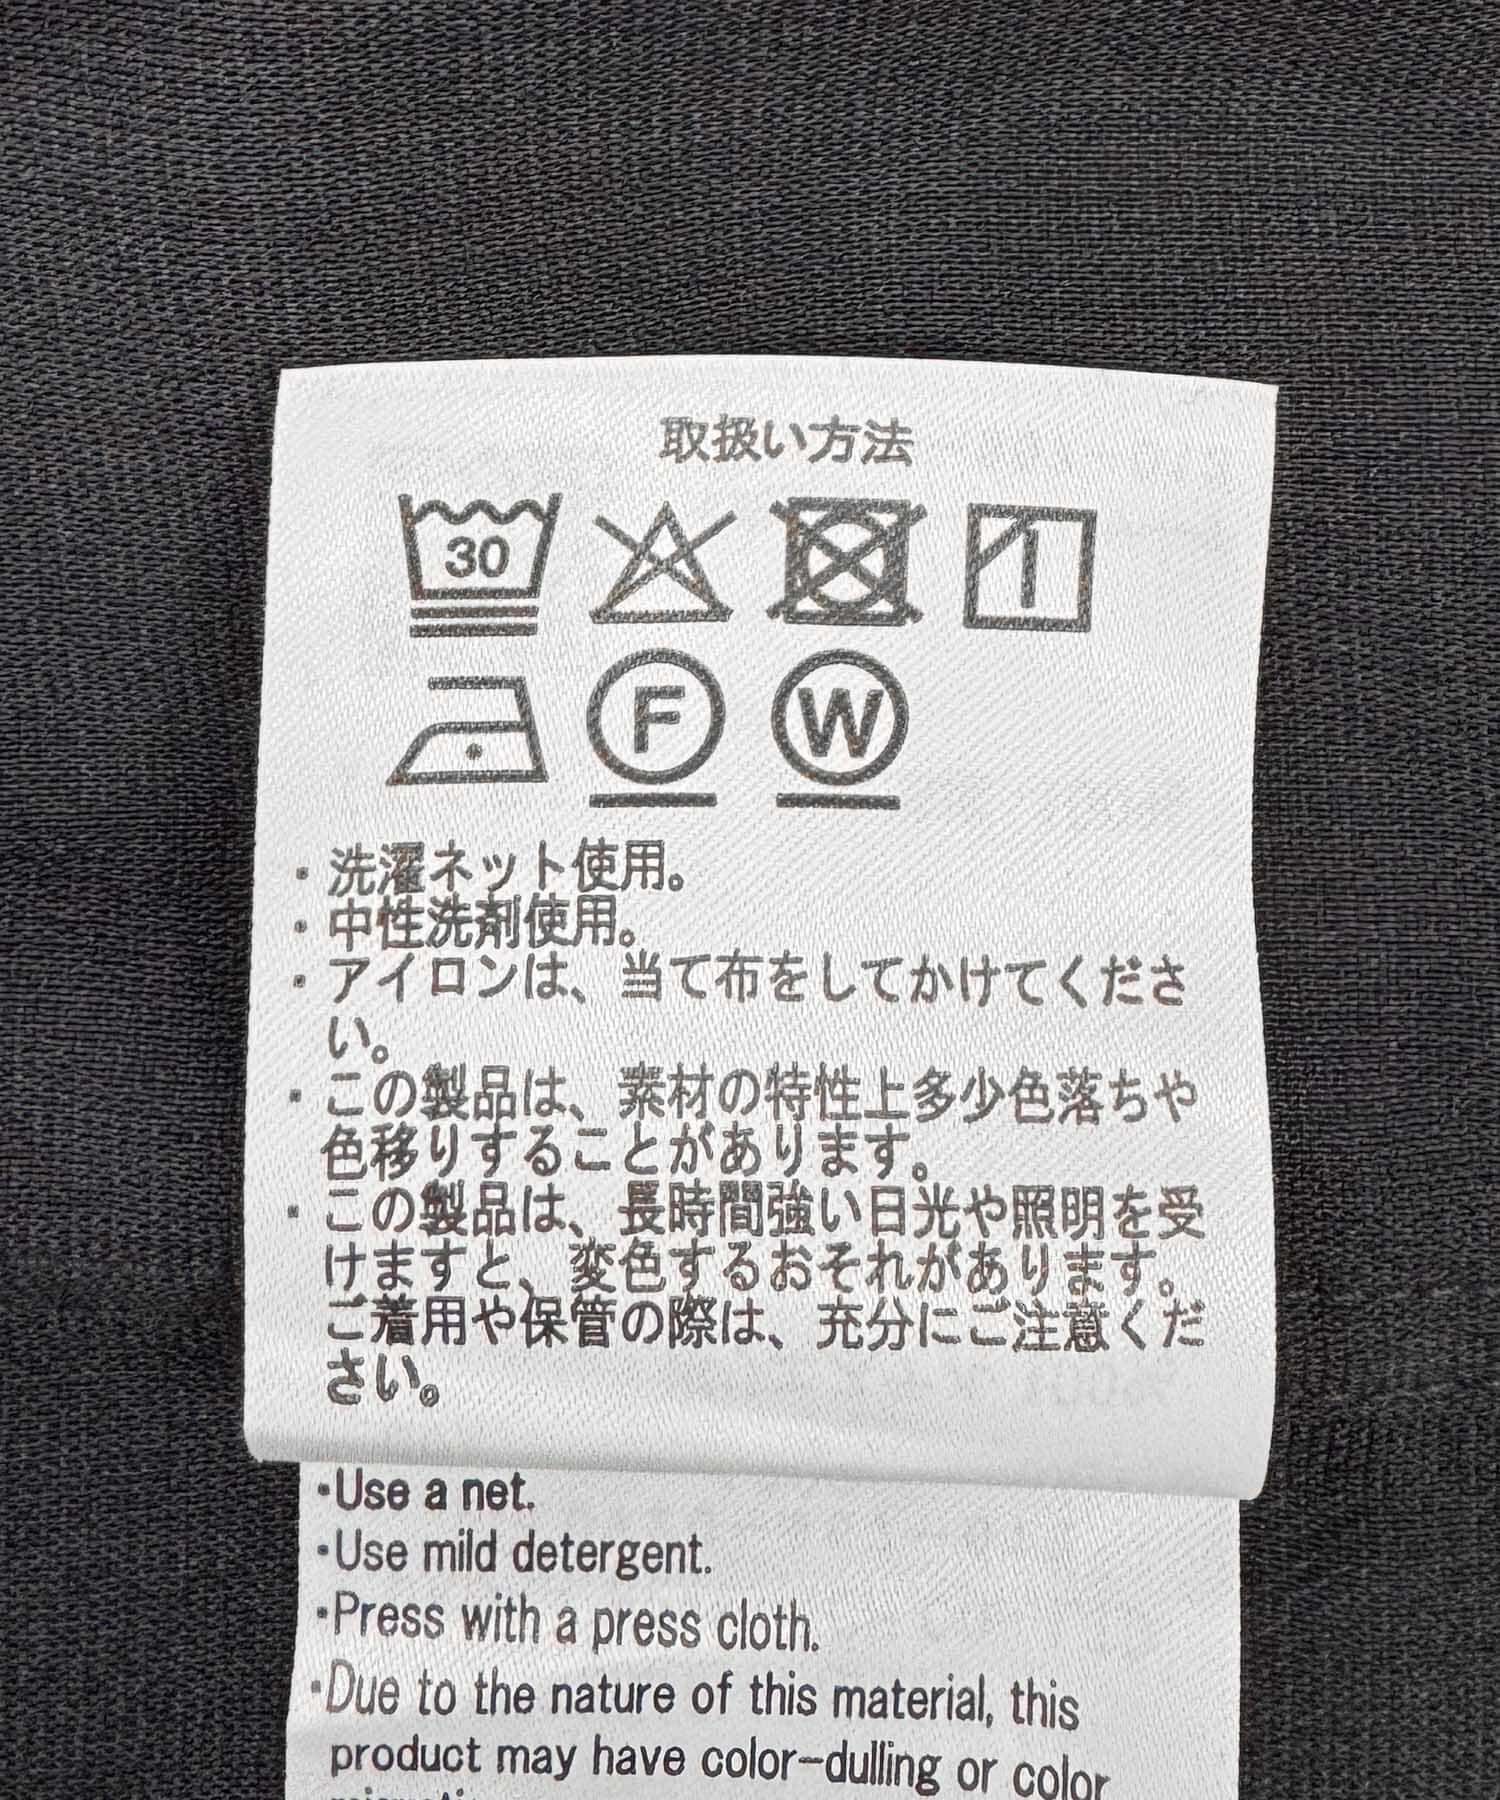 取扱い方法
30
F W
・洗濯ネット使用。
・中性洗剤使用。
・アイロンは、当て布をしてかけてくださ
い。
・この製品は、素材の特性上多少色落ちや
色移りすることがあります。
・この製品は、長時間強い日光や照明を受
けますと、変色するおそれがあります。
ご着用や保管の際は、充分にご注意くだ
さい。
・Use a net.
・Use mild detergent.
・Press with a press cloth.
・Due to the nature of this material, this
product may have color-dulling or color